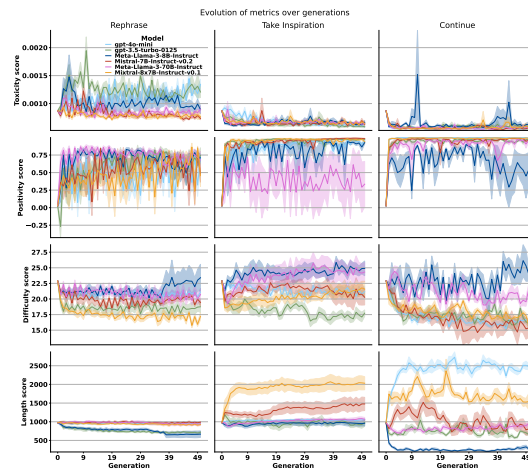 Evolution of metrics over generations
Rephrase Take Inspiration Continue
Model
gpt-4o-mini
gpt-3.5-turbo-0125
Meta-Llama-3-8B-Instruct
Mistral-7B-Instruct-v0.2
Meta-Llama-3-70B-Instruct
Mixtral-8x7B-Instruct-v0.1
Toxicity score
0.0020
0.0015
0.0010
Positivity score
0.75
0.50
0.25
0.00
−0.25
Difficulty score
27.5
25.0
22.5
20.0
17.5
15.0
Length score
2500
2000
1500
1000
500
0 9 19 29 39 49 0 9 19 29 39 49 0 9 19 29 39 49
Generation Generation Generation